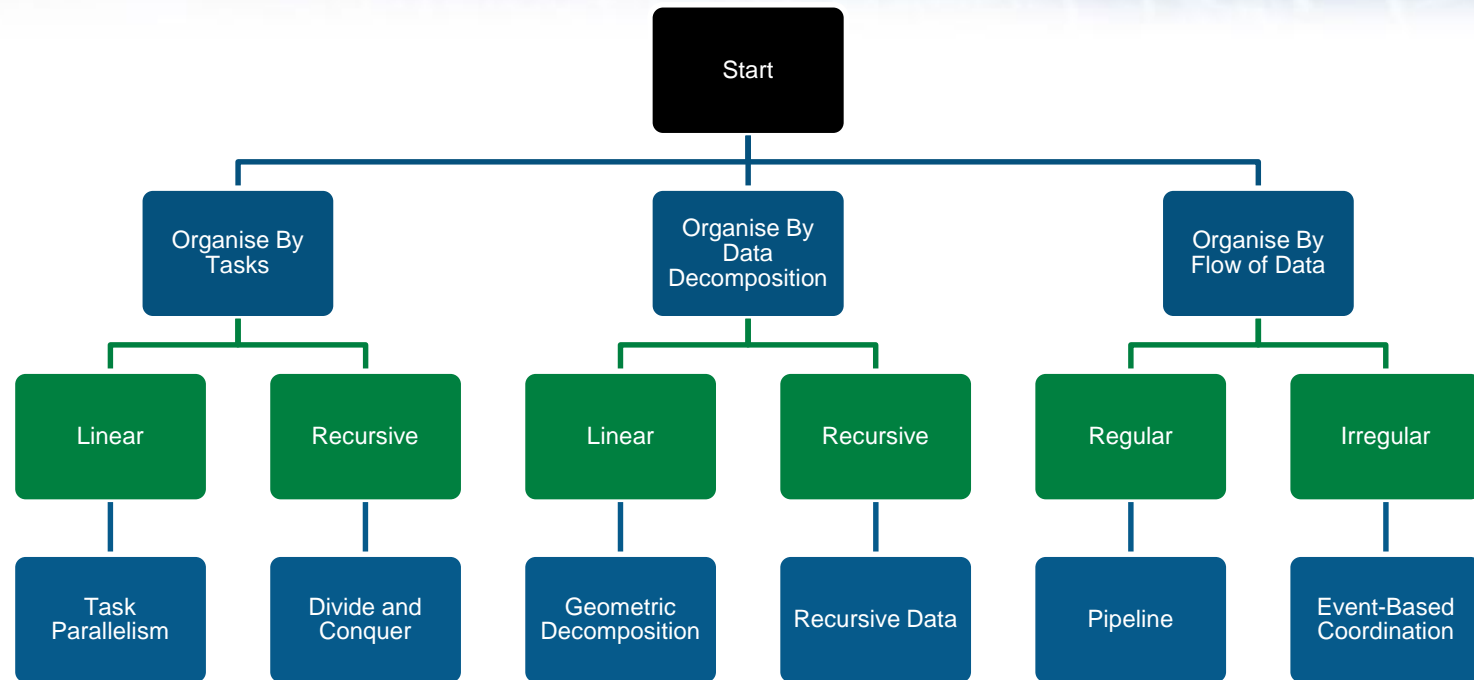 Start
Organise By
Tasks
Organise By
Data
Decomposition
Organise By
Flow of Data
Linear
Recursive
Linear
Recursive
Regular
Irregular
Task
Parallelism
Divide and
Conquer
Geometric
Decomposition
Recursive Data
Pipeline
Event-Based
Coordination